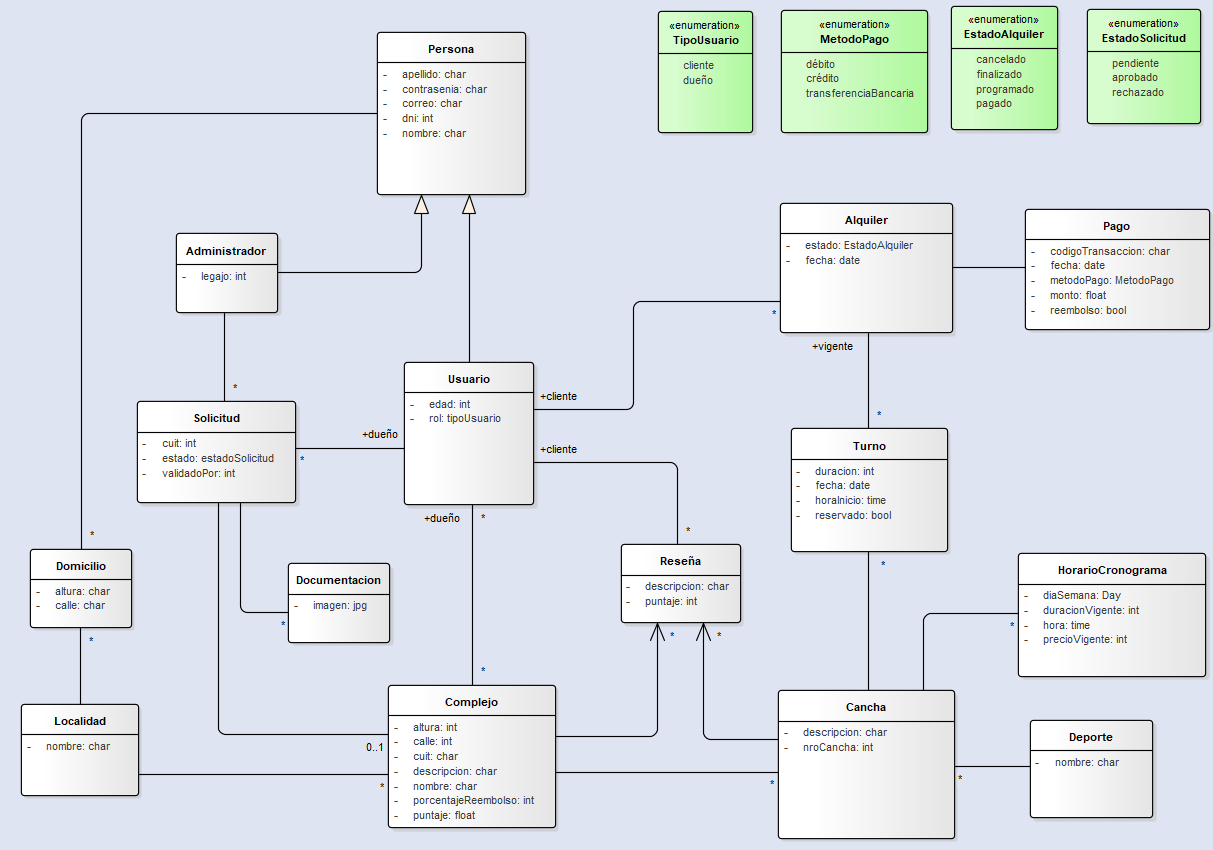 «enumeration»
TipoUsuario
cliente
dueño
«enumeration»
MetodoPago
débito
crédito
transferenciaBancaria
«enumeration»
EstadoAlquiler
cancelado
finalizado
programado
pagado
«enumeration»
EstadoSolicitud
pendiente
aprobado
rechazado
Persona
- apellido: char
- contrasenia: char
- correo: char
- dni: int
- nombre: char
Administrador
- legajo: int
Alquiler
- estado: EstadoAlquiler
- fecha: date
Pago
- codigoTransaccion: char
- fecha: date
- metodoPago: MetodoPago
- monto: float
- reembolso: bool
*
+vigente
*
Usuario
- edad: int
- rol: tipoUsuario
+cliente
+cliente
+dueño
+dueño
*
*
Solicitud
- cuit: int
- estado: estadoSolicitud
- validadoPor: int
*
*
Turno
- duracion: int
- fecha: date
- horaInicio: time
- reservado: bool
*
*
Domicilio
- altura: char
- calle: char
*
Documentacion
- imagen: jpg
*
Reseña
- descripcion: char
- puntaje: int
*
*
*
HorarioCronograma
- diaSemana: Day
- duracionVigente: int
- hora: time
- precioVigente: int
*
*
Localidad
- nombre: char
Complejo
- altura: int
- calle: int
- cuit: char
- descripcion: char
- nombre: char
- porcentajeReembolso: int
- puntaje: float
0..1
*
Cancha
- descripcion: char
- nroCancha: int
*
*
Deporte
- nombre: char